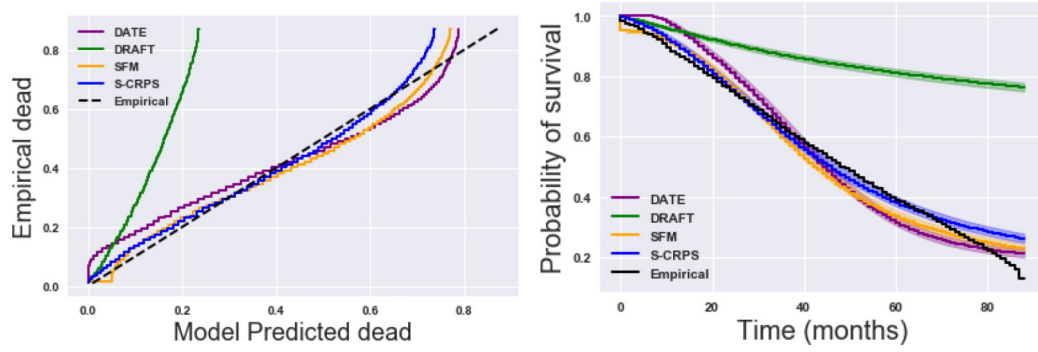 DATE
DRAFT
SFM
S-CRPS
Empirical
Empirical dead
0.8
0.6
0.4
0.2
0.0
0.0 0.2 0.4 0.6 0.8
Model Predicted dead
Probability of survival
1.0
0.8
0.6
0.4
0.2
DATE
DRAFT
SFM
S-CRPS
Empirical
0 20 40 60 80
Time (months)